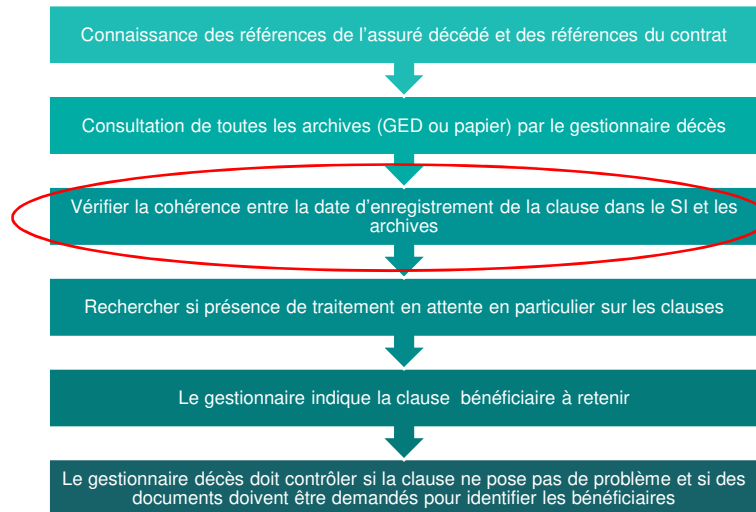 Connaissance des références de l'assuré décédé et des références du contrat
Consultation de toutes les archives (GED ou papier) par le gestionnaire décès
Vérifier la cohérence entre la date d'enregistrement de la clause dans le SI et les
archives
Rechercher si présence de traitement en attente en particulier sur les clauses
Le gestionnaire indique la clause bénéficiaire à retenir
Le gestionnaire décès doit contrôler si la clause ne pose pas de problème et si des
documents doivent être demandés pour identifier les bénéficiaires